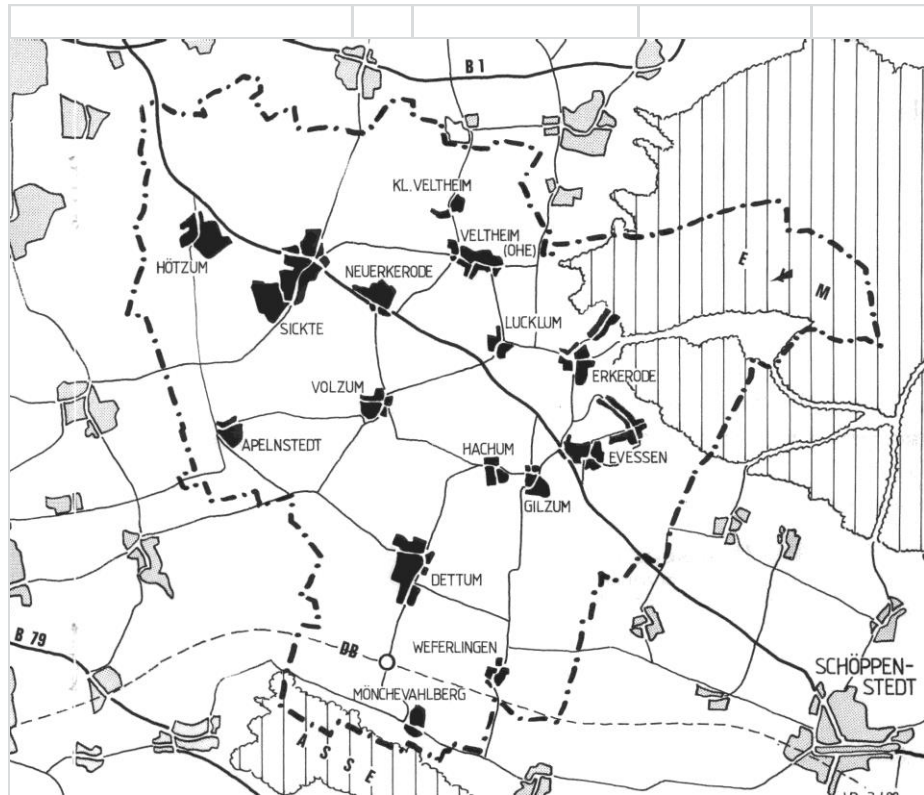 B 1
KL. VELTHEIM
VELTHEIM
(OHE)
HÖTZUM
NEUERKERODE
E L M
SICKTE
LUCKLUM
ERKERODE
VOLZUM
APELNSTEDT
HACHUM
EVESSEN
GILZUM
DETTUM
B 79
DB
WEFERLINGEN
SCHÖPPEN-
STEDT
MÖNCHEVAHLBERG
ASSE